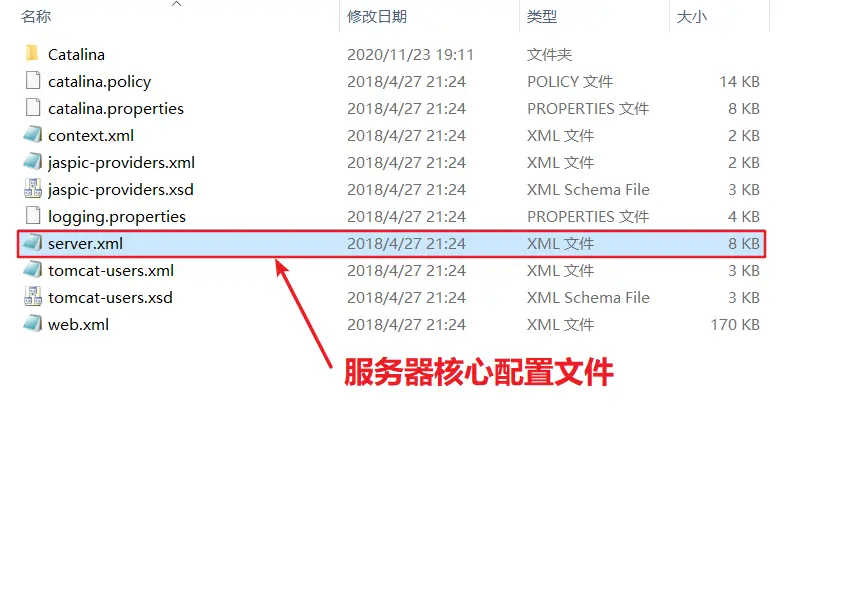 名称 修改日期 类型 大小
Catalina 2020/11/23 19:11 文件夹
catalina.policy 2018/4/27 21:24 POLICY 文件 14 KB
catalina.properties 2018/4/27 21:24 PROPERTIES 文件 8 KB
context.xml 2018/4/27 21:24 XML 文件 2 KB
jaspic-providers.xml 2018/4/27 21:24 XML 文件 2 KB
jaspic-providers.xsd 2018/4/27 21:24 XML Schema File 3 KB
logging.properties 2018/4/27 21:24 PROPERTIES 文件 4 KB
server.xml 2018/4/27 21:24 XML 文件 8 KB
tomcat-users.xml 2018/4/27 21:24 XML 文件 3 KB
tomcat-users.xsd 2018/4/27 21:24 XML Schema File 3 KB
web.xml 2018/4/27 21:24 XML 文件 170 KB
服务器核心配置文件